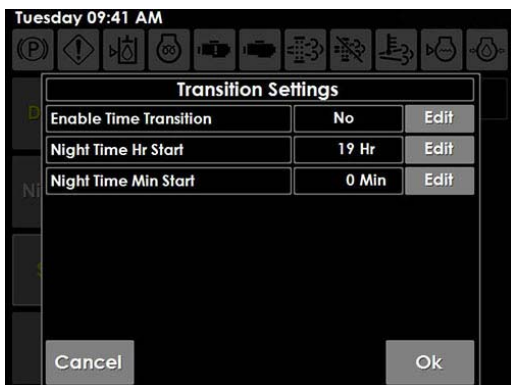 Tuesday 09:41 AM
Transition Settings
Enable Time Transition No Edit
Night Time Hr Start 19 Hr Edit
Night Time Min Start 0 Min Edit
Cancel Ok